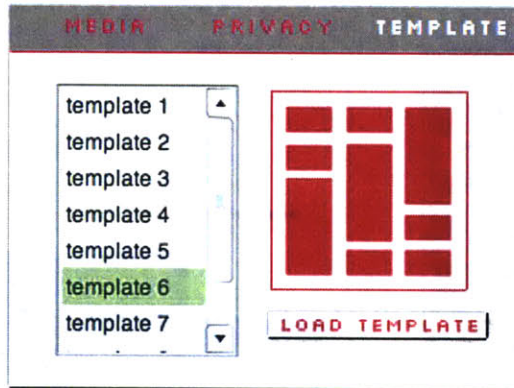 MEDIA PRIVACY TEMPLATE
template 1
template 2
template 3
template 4
template 5
template 6
template 7
LOAD TEMPLATE